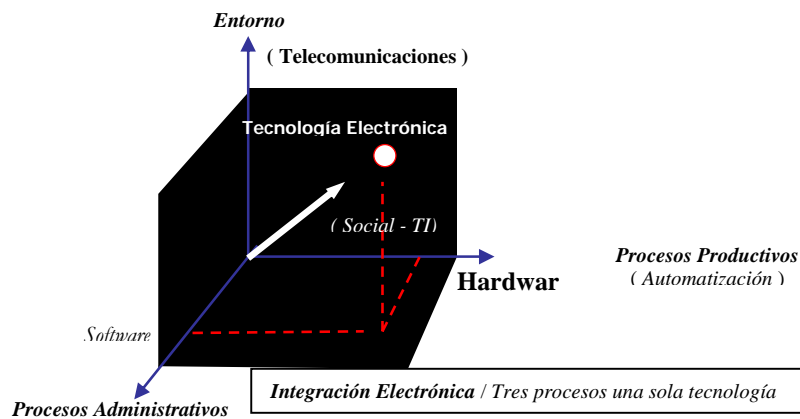 Entorno
( Telecomunicaciones )
Tecnología Electrónica
( Social - TI)
Procesos Productivos
( Automatización )
Hardwar
Software
Integración Electrónica / Tres procesos una sola tecnología
Procesos Administrativos